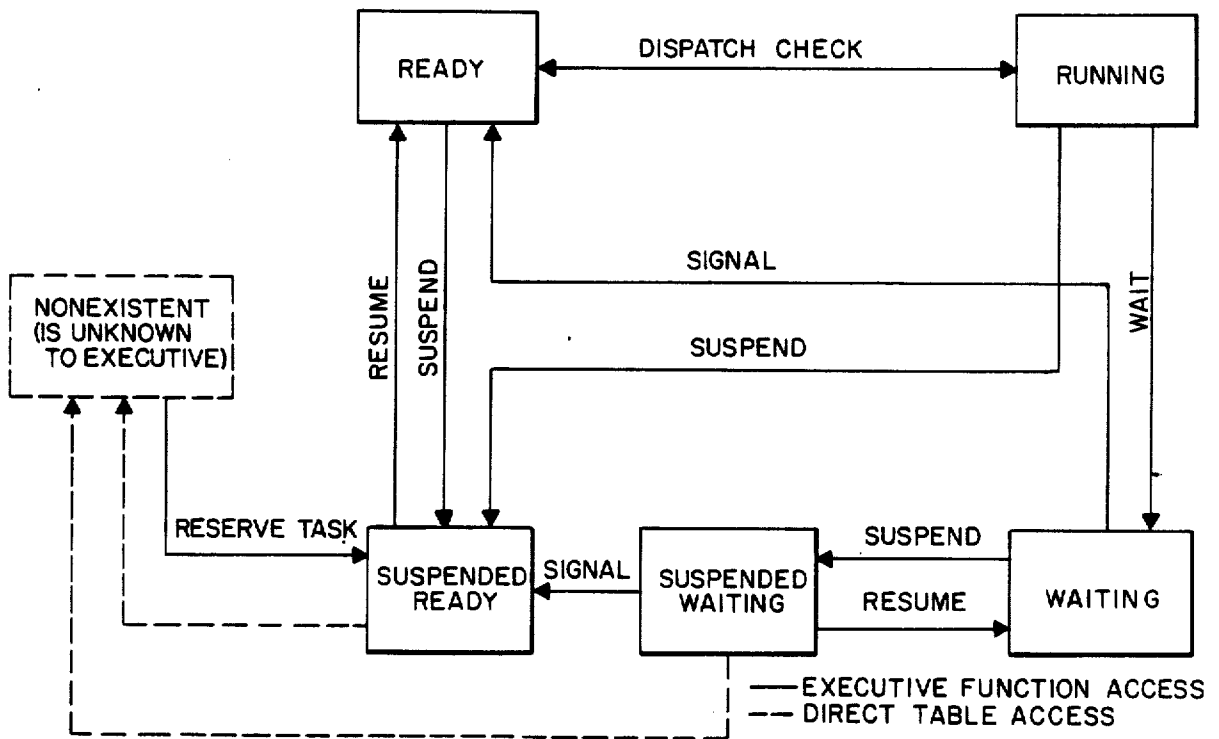 READY
DISPATCH CHECK
RUNNING
RESUME
SUSPEND
SIGNAL
WAIT
NONEXISTENT
(IS UNKNOWN
TO EXECUTIVE)
SUSPEND
RESERVE TASK
SUSPENDED
READY
SIGNAL
SUSPENDED
WAITING
SUSPEND
RESUME
WAITING
EXECUTIVE FUNCTION ACCESS
DIRECT TABLE ACCESS